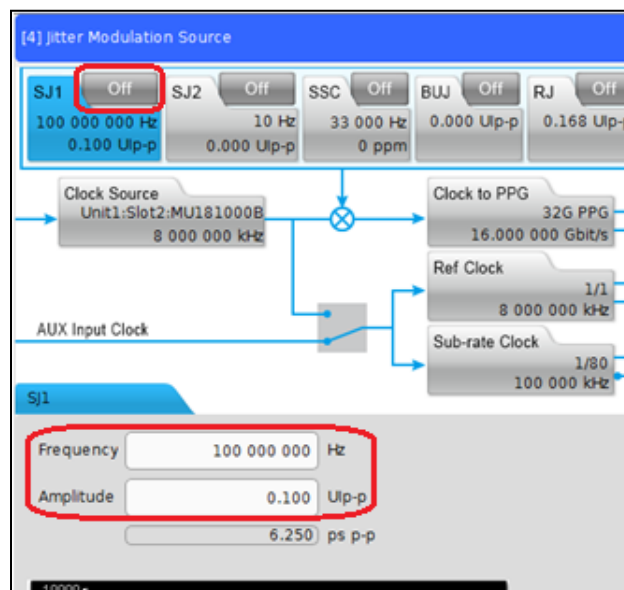 [4] Jitter Modulation Source
SJ1 Off SJ2 Off SSC Off BUJ Off RJ Off
100 000 000 Hz 10 Hz 33 000 Hz 0.000 UIp-p 0.168 UIp-
0.100 UIp-p 0.000 UIp-p 0 ppm
Clock Source
Unit1:Slot2:MU181000B
8 000 000 kHz
Clock to PPG
32G PPG
16.000 000 Gbit/s
Ref Clock
1/1
8 000 000 kHz
AUX Input Clock
Sub-rate Clock
1/80
100 000 kHz
SJ1
Frequency 100 000 000 Hz
Amplitude 0.100 UIp-p
6.250 ps p-p